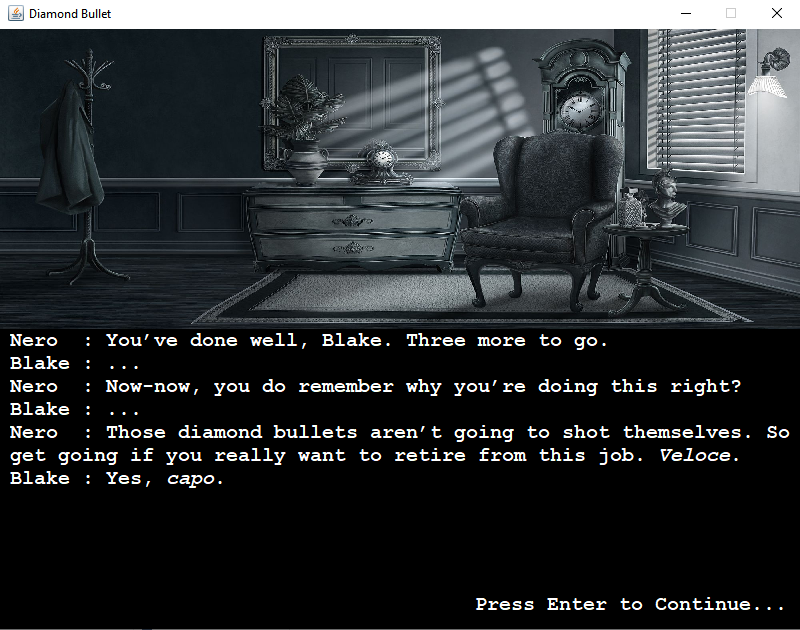 Diamond Bullet
Nero  : You’ve done well, Blake. Three more to go.
Blake : ...
Nero  : Now-now, you do remember why you’re doing this right?
Blake : ...
Nero  : Those diamond bullets aren’t going to shot themselves. So
get going if you really want to retire from this job. Veloce.
Blake : Yes, capo.
Press Enter to Continue...